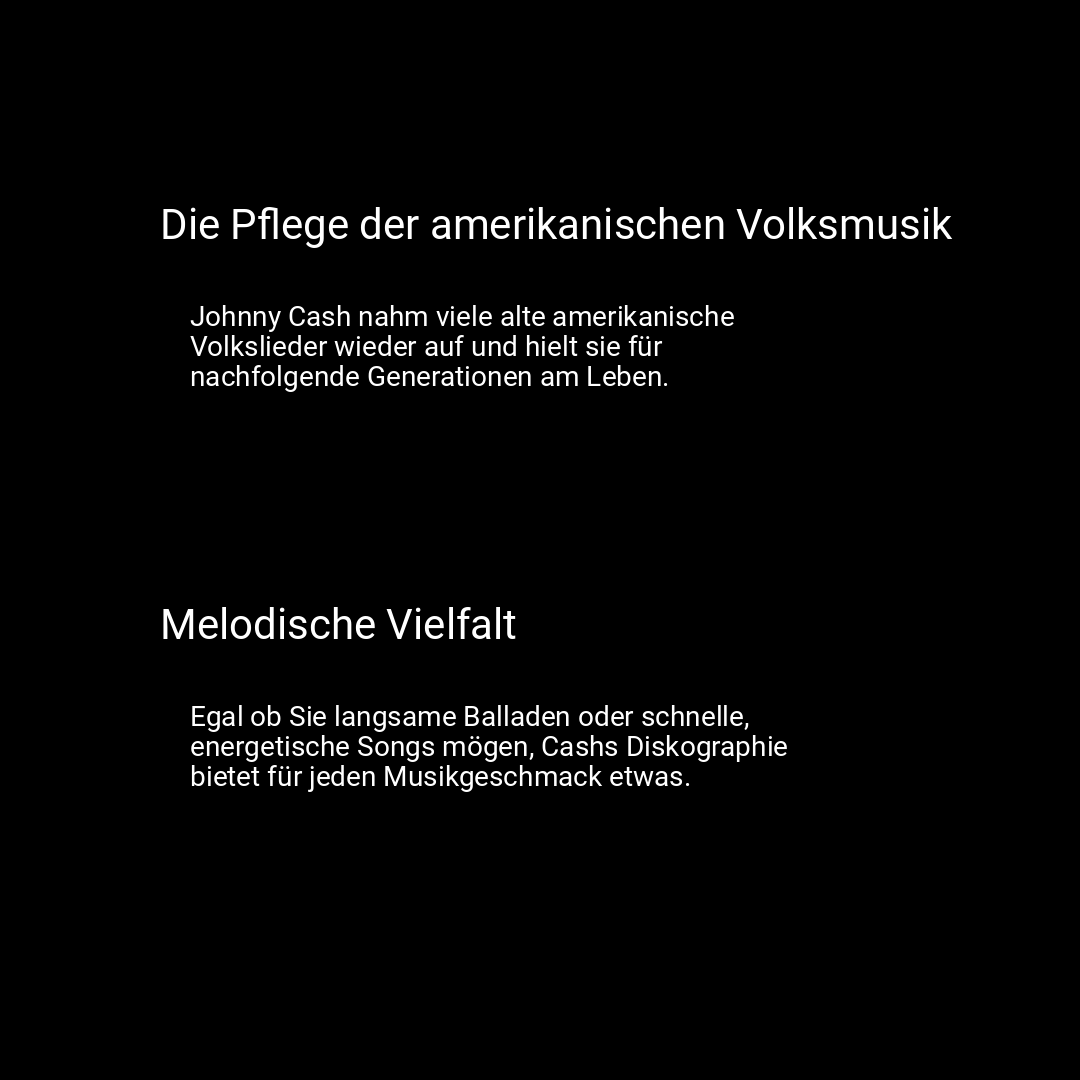 Die Pflege der amerikanischen Volksmusik
Johnny Cash nahm viele alte amerikanische
Volkslieder wieder auf und hielt sie für
nachfolgende Generationen am Leben.
Melodische Vielfalt
Egal ob Sie langsame Balladen oder schnelle,
energetische Songs mögen, Cashs Diskographie
bietet für jeden Musikgeschmack etwas.